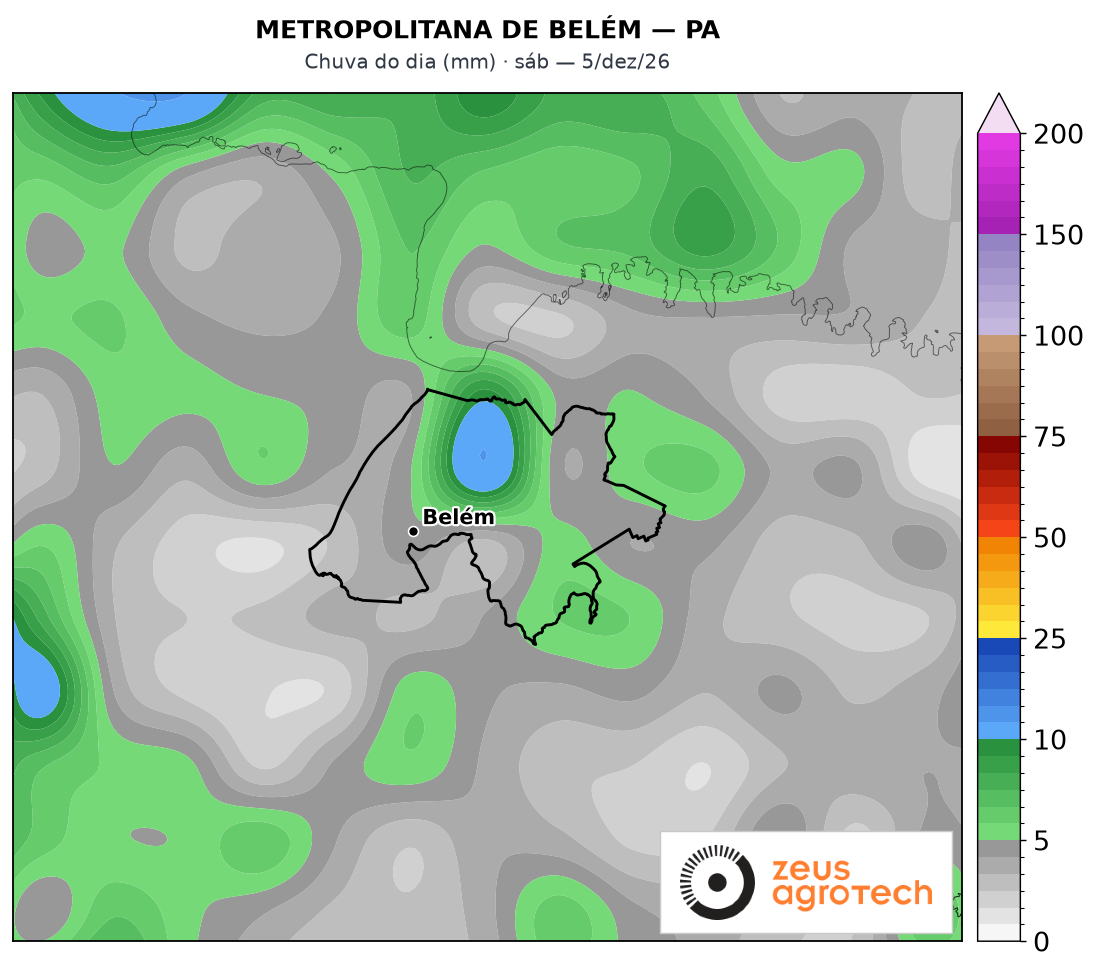 METROPOLITANA DE BELÉM — PA
Chuva do dia (mm) · sáb — 5/dez/26
200
150
100
75
50
25
10
5
0
Belém
zeus
agrotech